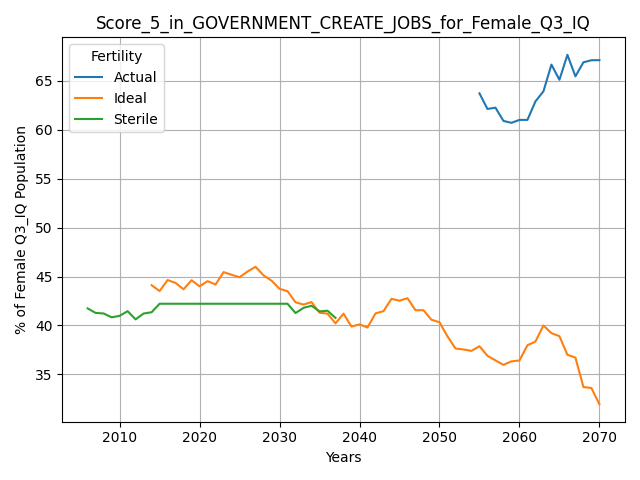 Score_5_in_GOVERNMENT_CREATE_JOBS_for_Female_Q3_IQ
Fertility
Actual
Ideal
Sterile
% of Female Q3_IQ Population
65
60
55
50
45
40
35
2010 2020 2030 2040 2050 2060 2070
Years